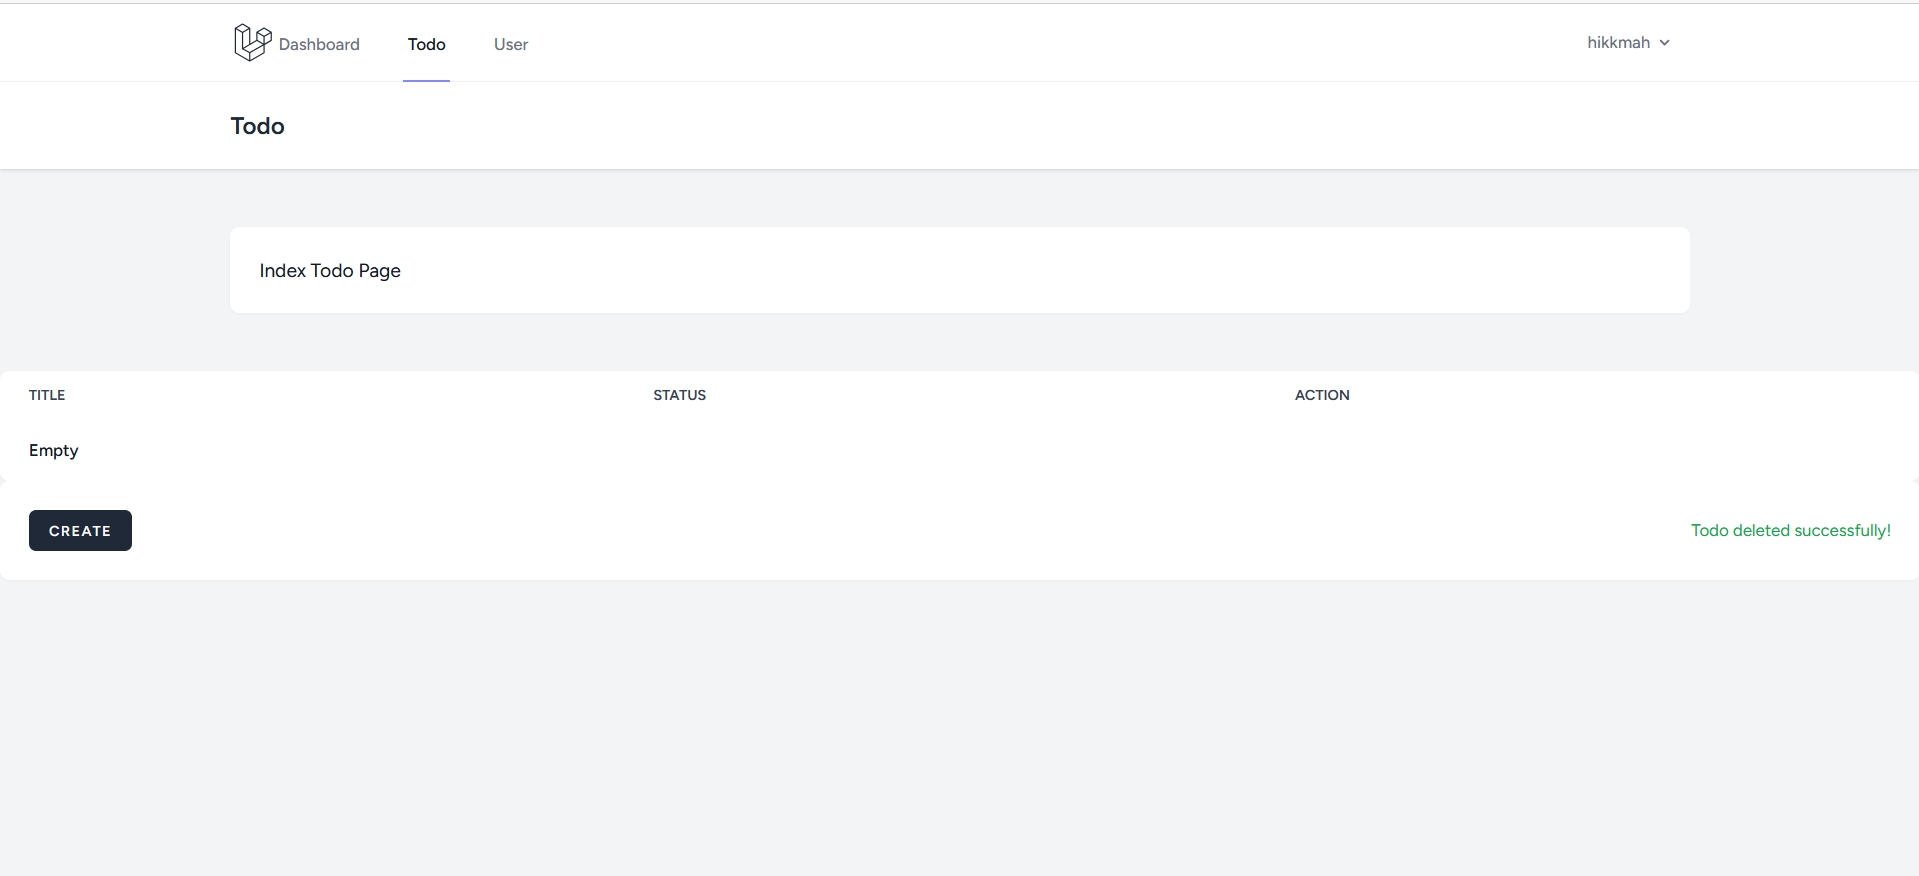 Dashboard Todo User hikkmah
Todo
Index Todo Page
TITLE STATUS ACTION
Empty
CREATE Todo deleted successfully!